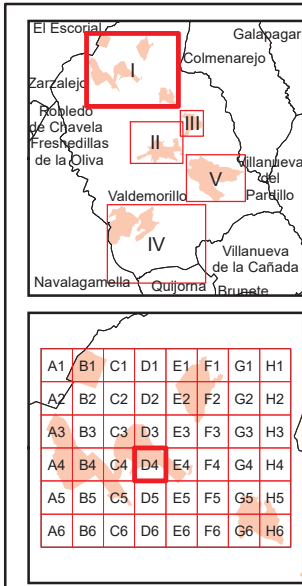 El Escorial
Galapagar
I
Colmenarejo
Zarzalejo
Robledo
de Chavela
III
Fresnedillas
de la Oliva
II
Villanueva
del
Pardillo
V
Valdemorillo
IV
Villanueva
de la Cañada
Navalagamella
Quijorna
Brunete
A1 B1 C1 D1 E1 F1 G1 H1
A2 B2 C2 D2 E2 F2 G2 H2
A3 B3 C3 D3 E3 F3 G3 H3
A4 B4 C4 D4 E4 F4 G4 H4
A5 B5 C5 D5 E5 F5 G5 H5
A6 B6 C6 D6 E6 F6 G6 H6